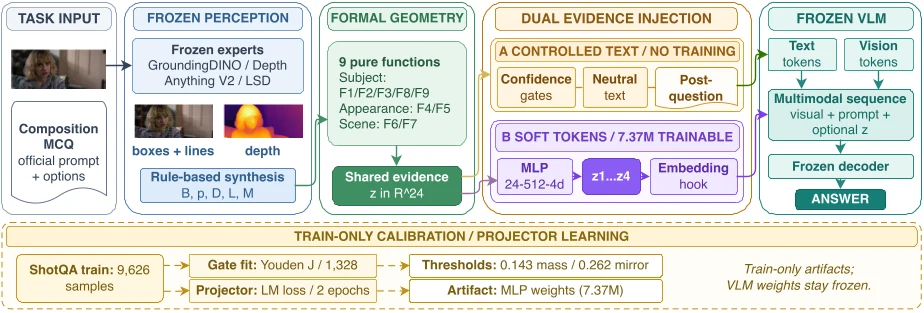 TASK INPUT
Composition
MCQ
official prompt
+ options
FROZEN PERCEPTION
Frozen experts
GroundingDINO / Depth
Anything V2 / LSD
boxes + lines
depth
Rule-based synthesis
B, p, D, L, M
FORMAL GEOMETRY
9 pure functions
Subject:
F1/F2/F3/F8/F9
Appearance: F4/F5
Scene: F6/F7
Shared evidence
z in R^24
DUAL EVIDENCE INJECTION
A CONTROLLED TEXT / NO TRAINING
Confidence
gates
Neutral
text
Post-
question
B SOFT TOKENS / 7.37M TRAINABLE
MLP
24-512-4d
z1...z4
Embedding
hook
FROZEN VLM
Text
tokens
Vision
tokens
Multimodal sequence
visual + prompt +
optional z
Frozen decoder
ANSWER
TRAIN-ONLY CALIBRATION / PROJECTOR LEARNING
ShotQA train: 9,626
samples
Gate fit: Youden J / 1,328
Thresholds: 0.143 mass / 0.262 mirror
Projector: LM loss / 2 epochs
Artifact: MLP weights (7.37M)
Train-only artifacts;
VLM weights stay frozen.